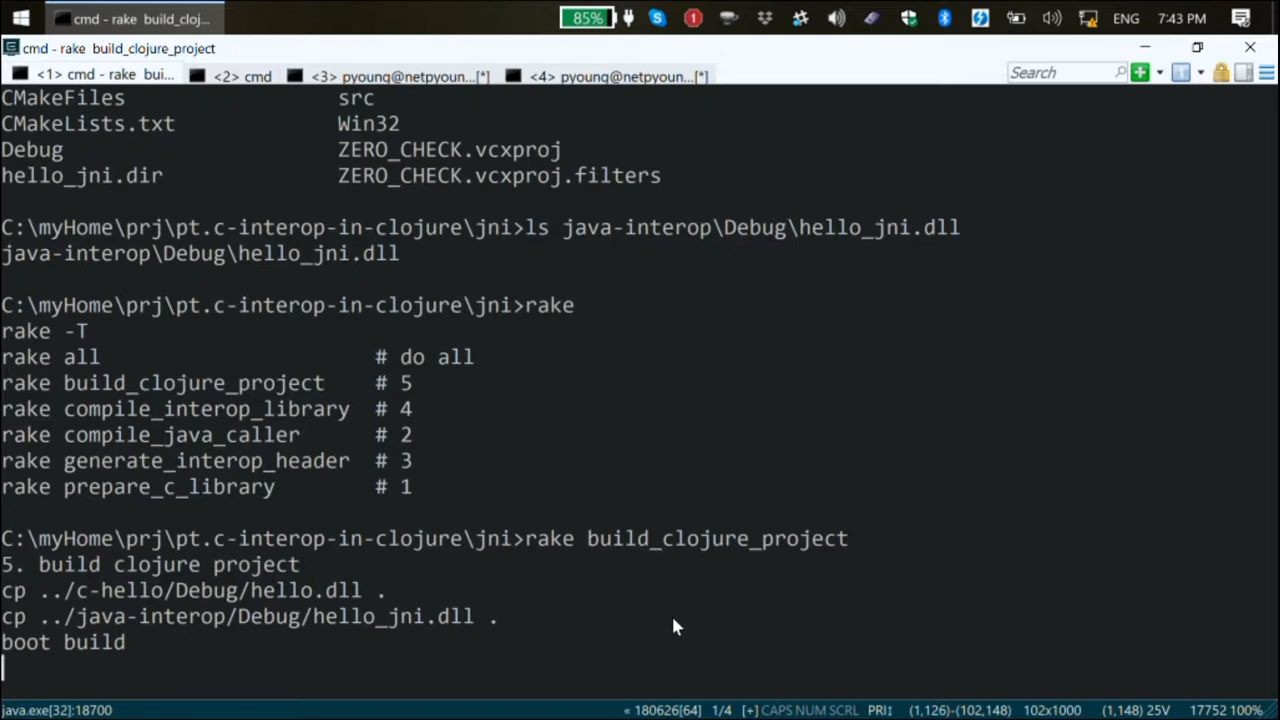 cmd - rake build_cloj...
85%
1
ENG
7:43 PM
cmd - rake build_clojure_project
<1> cmd - rake bui...
<2> cmd
<3> pyoung@netpyoun...[*]
<4> pyoung@netpyoun...[*]
Search
CMakeFiles src
CMakeLists.txt Win32
Debug ZERO_CHECK.vcxproj
hello_jni.dir ZERO_CHECK.vcxproj.filters
C:\myHome\prj\pt.c-interop-in-clojure\jni>ls java-interop\Debug\hello_jni.dll
java-interop\Debug\hello_jni.dll
C:\myHome\prj\pt.c-interop-in-clojure\jni>rake
rake -T
rake all # do all
rake build_clojure_project # 5
rake compile_interop_library # 4
rake compile_java_caller # 2
rake generate_interop_header # 3
rake prepare_c_library # 1
C:\myHome\prj\pt.c-interop-in-clojure\jni>rake build_clojure_project
5. build clojure project
cp ../c-hello/Debug/hello.dll .
cp ../java-interop/Debug/hello_jni.dll .
boot build
java.exe[32]:18700
« 180626[64] 1/4 [+] CAPS NUM SCRL PRI↕ (1,126)-(102,148) 102x1000 (1,148) 25V 17752 100%